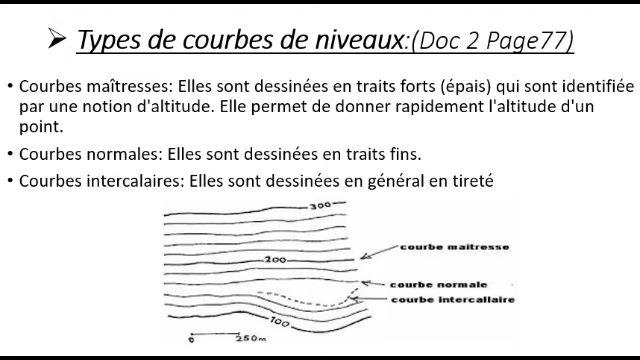 ➢ Types de courbes de niveaux:(Doc 2 Page77)
• Courbes maîtresses: Elles sont dessinées en traits forts (épais) qui sont identifiée
par une notion d'altitude. Elle permet de donner rapidement l'altitude d'un
point.
• Courbes normales: Elles sont dessinées en traits fins.
• Courbes intercalaires: Elles sont dessinées en général en tireté
300
courbe maitresse
200
courbe normale
courbe intercallaire
100
0 250m